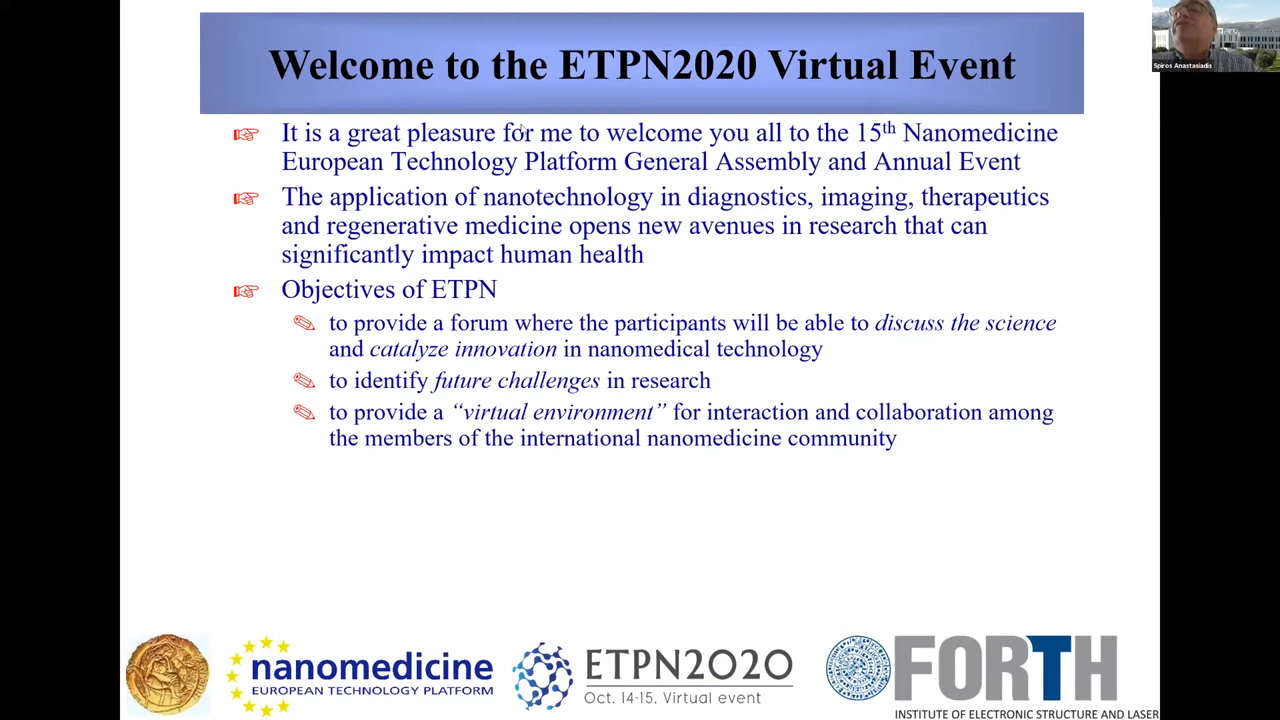 Welcome to the ETPN2020 Virtual Event
Spiros Anastasiadis
It is a great pleasure for me to welcome you all to the 15th Nanomedicine
European Technology Platform General Assembly and Annual Event
The application of nanotechnology in diagnostics, imaging, therapeutics
and regenerative medicine opens new avenues in research that can
significantly impact human health
Objectives of ETPN
to provide a forum where the participants will be able to discuss the science
and catalyze innovation in nanomedical technology
to identify future challenges in research
to provide a “virtual environment” for interaction and collaboration among
the members of the international nanomedicine community
nanomedicine
EUROPEAN TECHNOLOGY PLATFORM
ETPN2020
Oct. 14-15, Virtual event
FORTH
INSTITUTE OF ELECTRONIC STRUCTURE AND LASER